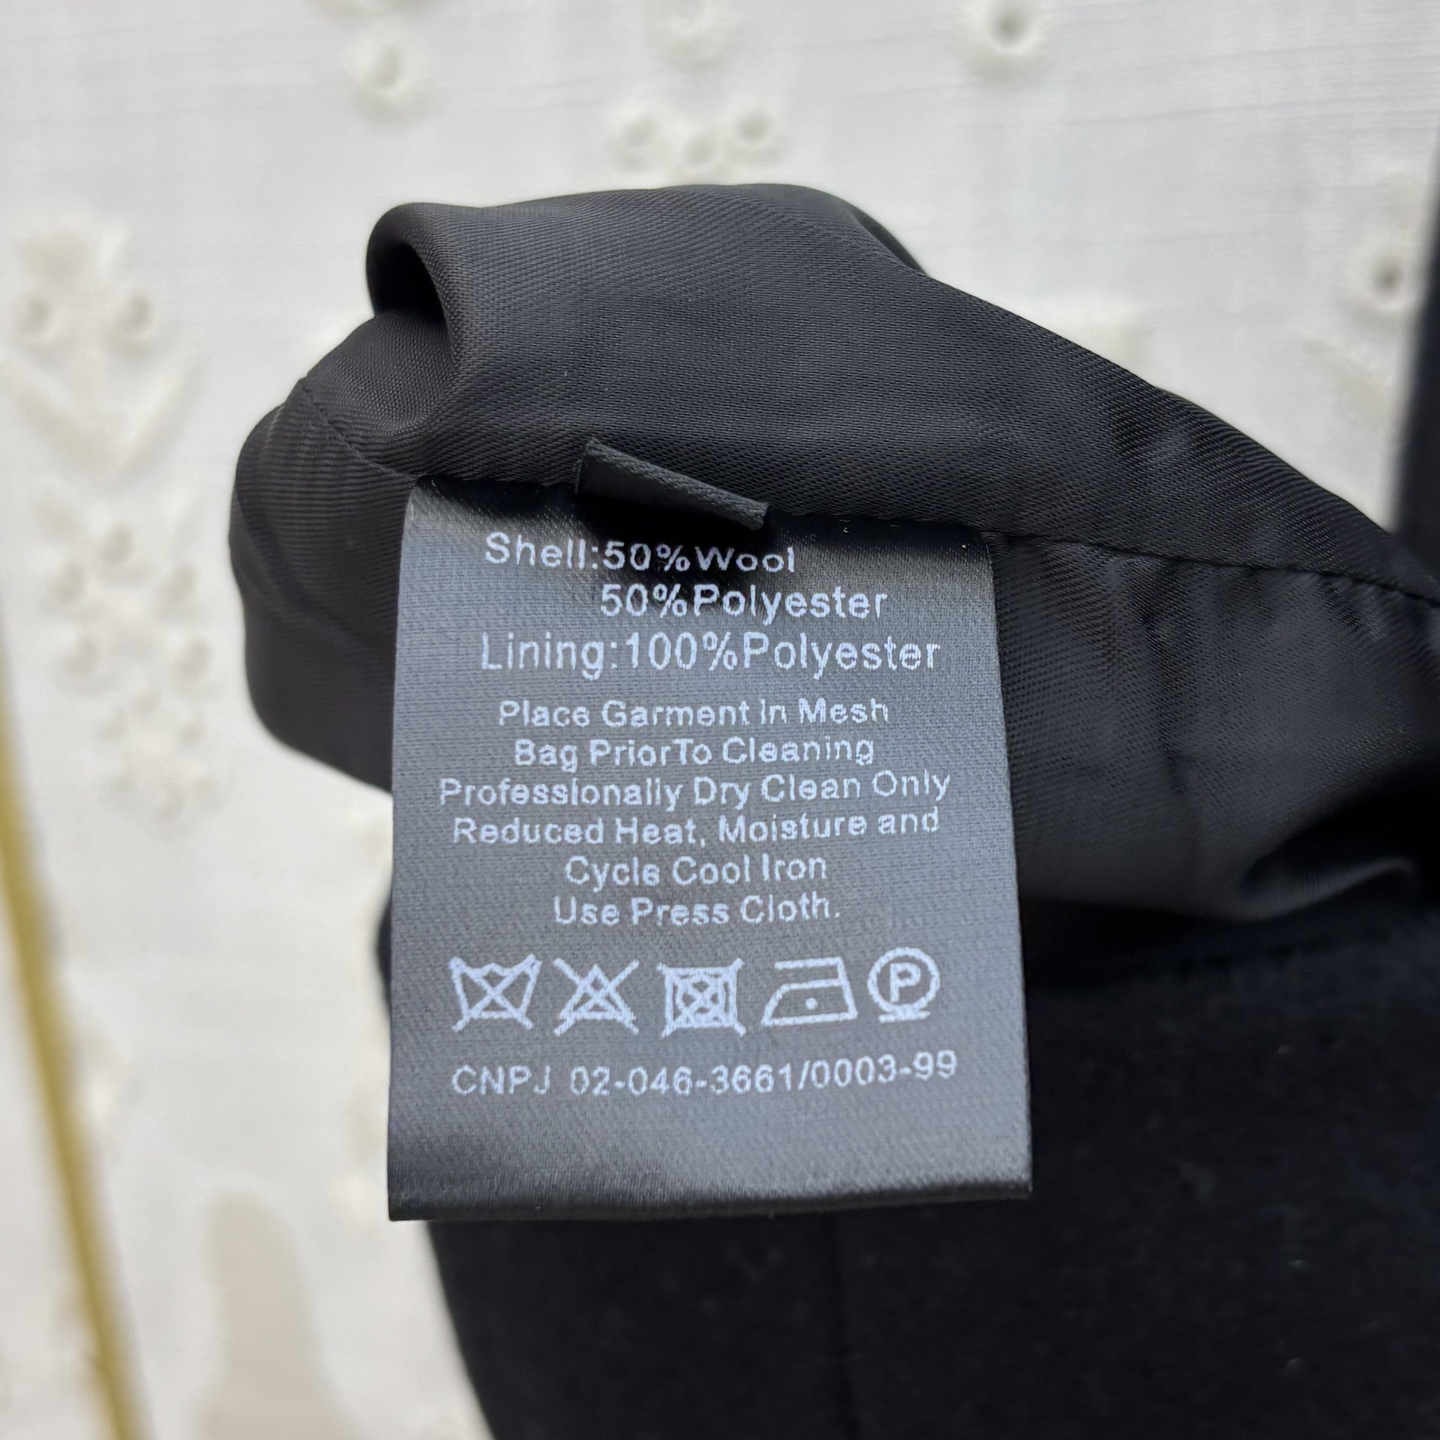 Shell:50%Wool
50%Polyester
Lining:100%Polyester
Place Garment In Mesh
Bag PriorTo Cleaning
Professionally Dry Clean Only
Reduced Heat, Moisture and
Cycle Cool Iron
Use Press Cloth.
P
CNPJ 02-046-3661/0003-99